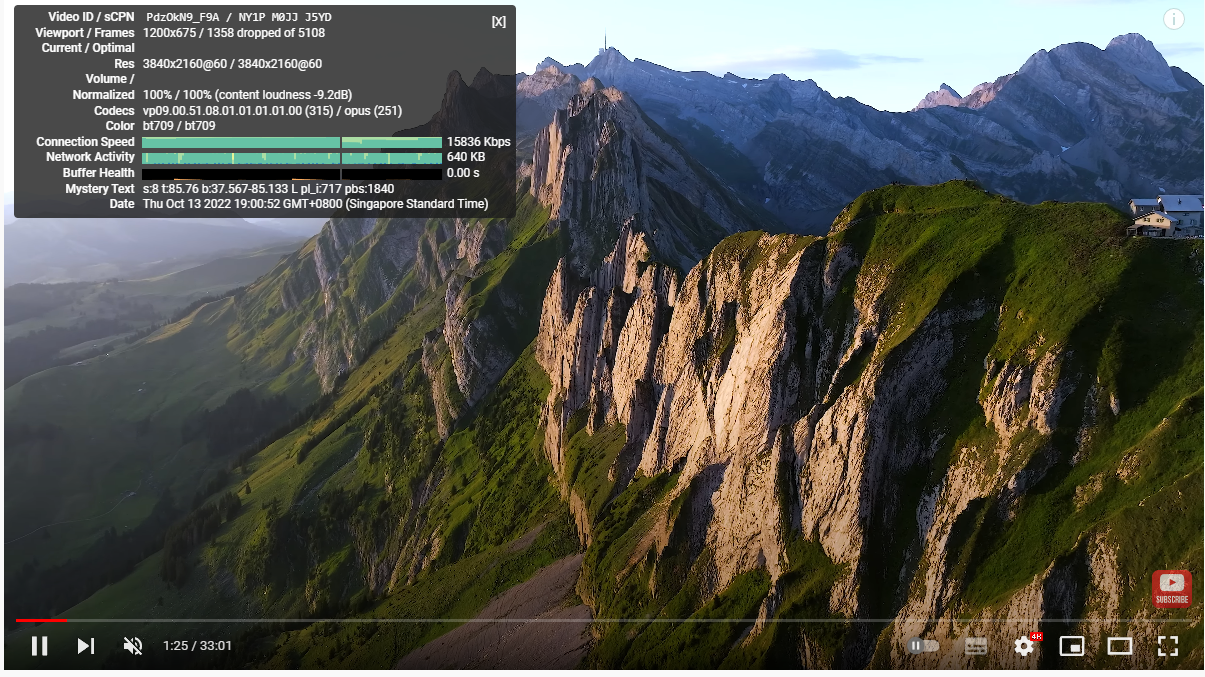 Video ID / sCPN PdzOkN9_F9A / NY1P M0JJ J5YD
[X]
Viewport / Frames 1200x675 / 1358 dropped of 5108
Current / Optimal
Res 3840x2160@60 / 3840x2160@60
Volume /
Normalized 100% / 100% (content loudness -9.2dB)
Codecs vp09.00.51.08.01.01.01.01.00 (315) / opus (251)
Color bt709 / bt709
Connection Speed 15836 Kbps
Network Activity 640 KB
Buffer Health 0.00 s
Mystery Text s:8 t:85.76 b:37.567-85.133 L pl_i:717 pbs:1840
Date Thu Oct 13 2022 19:00:52 GMT+0800 (Singapore Standard Time)
SUBSCRIBE
1:25 / 33:01
4K